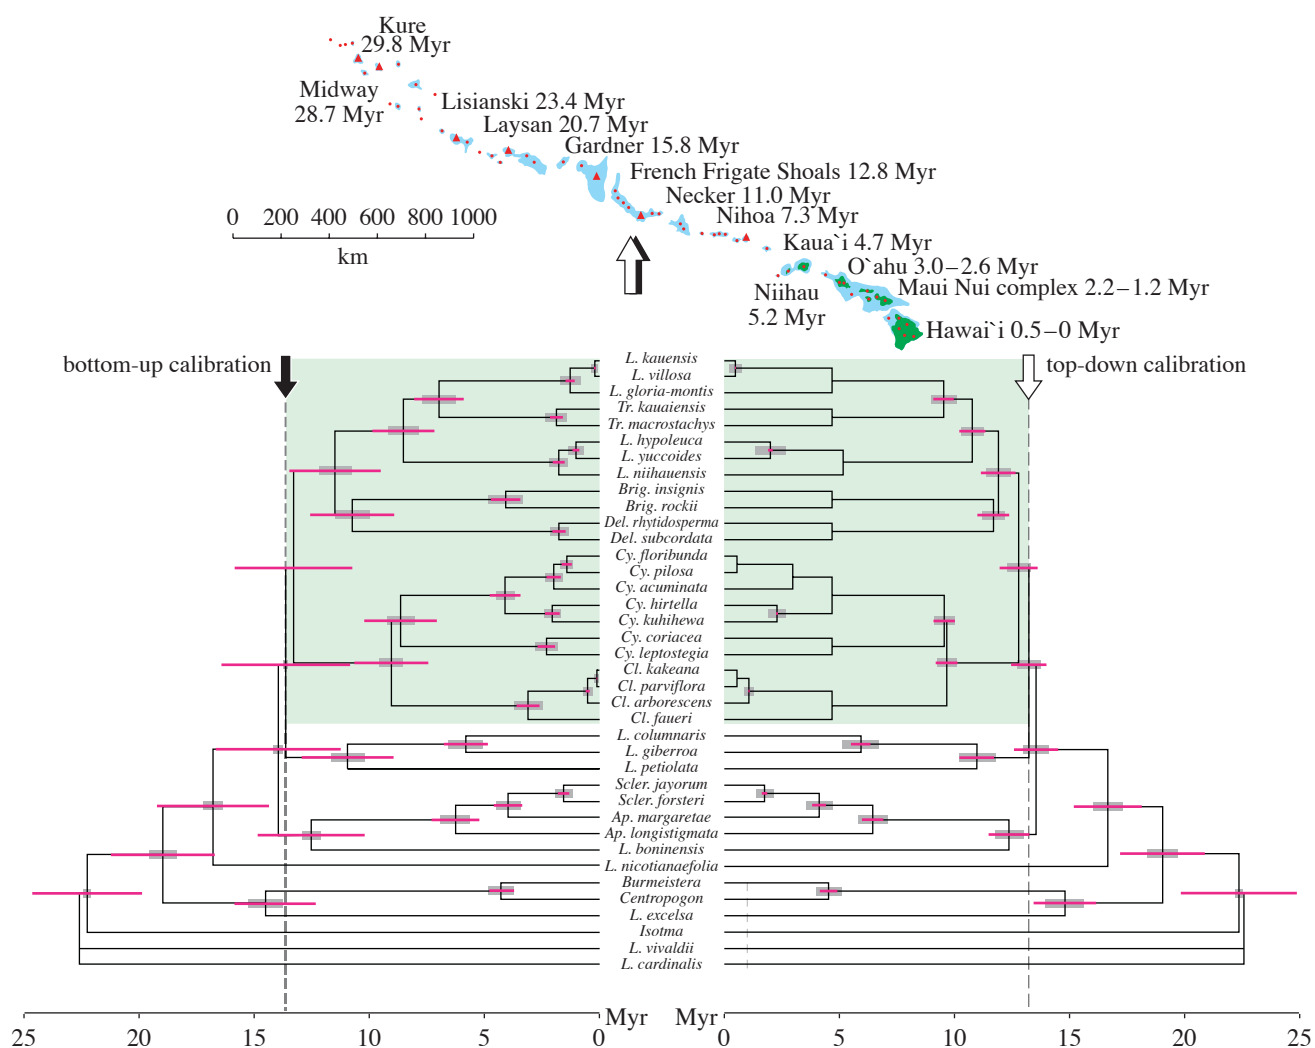 Kure
29.8 Myr
Midway
28.7 Myr
Lisianski 23.4 Myr
Laysan 20.7 Myr
Gardner 15.8 Myr
French Frigate Shoals 12.8 Myr
Necker 11.0 Myr
Nihoa 7.3 Myr
0 200 400 600 800 1000
km
Kaua`i 4.7 Myr
O`ahu 3.0–2.6 Myr
Niihau
5.2 Myr
Maui Nui complex 2.2–1.2 Myr
Hawai`i 0.5–0 Myr
bottom-up calibration
top-down calibration
L. kauensis
L. villosa
L. gloria-montis
Tr. kauaiensis
Tr. macrostachys
L. hypoleuca
L. yuccoides
L. niihauensis
Brig. insignis
Brig. rockii
Del. rhytidosperma
Del. subcordata
Cy. floribunda
Cy. pilosa
Cy. acuminata
Cy. hirtella
Cy. kuhihewa
Cy. coriacea
Cy. leptostegia
Cl. kakeana
Cl. parviflora
Cl. arborescens
Cl. faueri
L. columnaris
L. giberroa
L. petiolata
Scler. jayorum
Scler. forsteri
Ap. margaretae
Ap. longistigmata
L. boninensis
L. nicotianaefolia
Burmeistera
Centropogon
L. excelsa
Isotma
L. vivaldii
L. cardinalis
Myr Myr
25 20 15 10 5 0 0 5 10 15 20 25